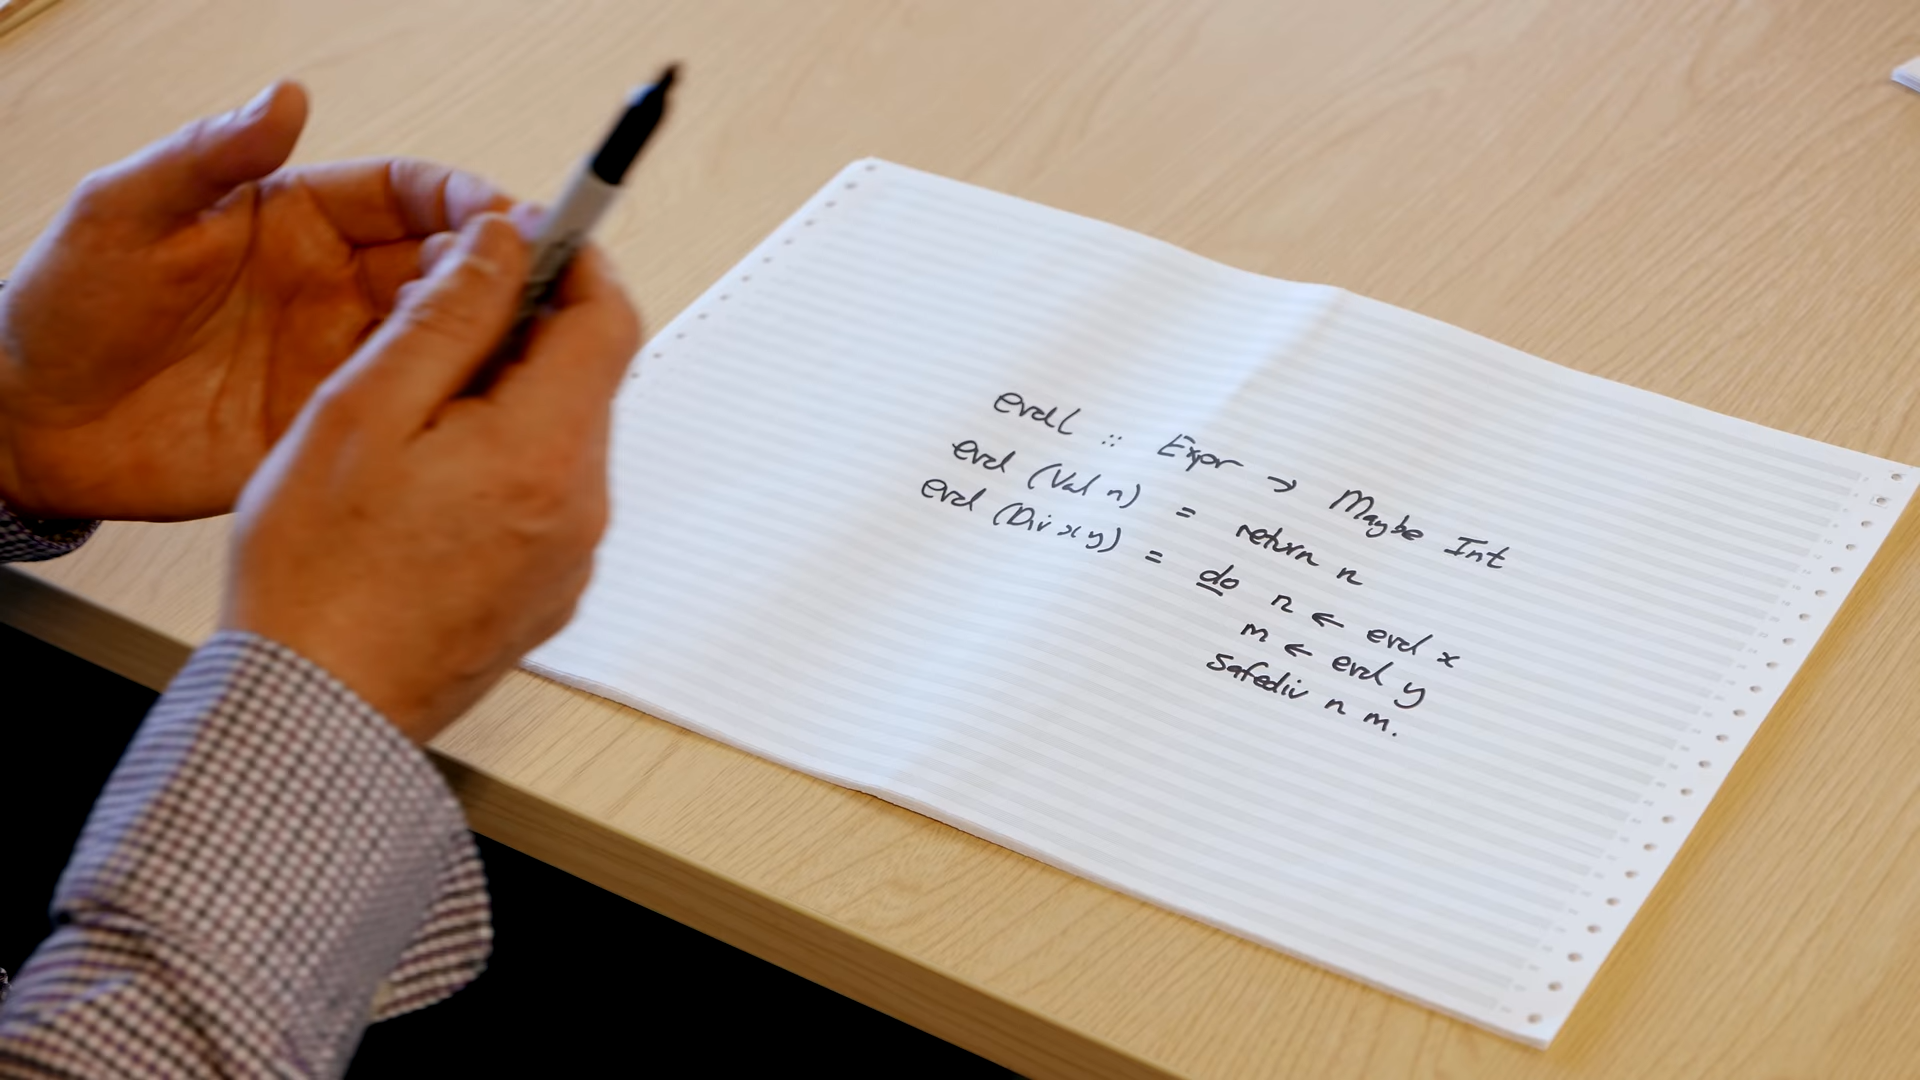 eval :: Expr → Maybe Int
eval (Val n) = return n
eval (Div x y) = do n ← eval x
m ← eval y
safediv n m.